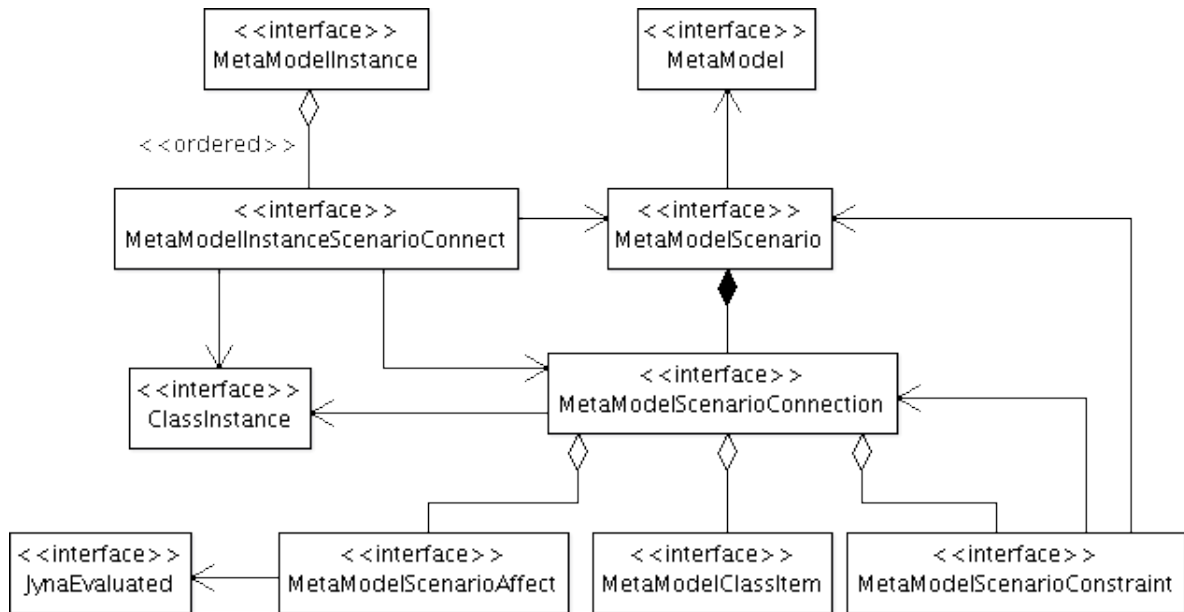 <<interface>>
MetaModelInstance
<<interface>>
MetaModel
<<ordered>>
<<interface>>
MetaModelInstanceScenarioConnect
<<interface>>
MetaModelScenario
<<interface>>
ClassInstance
<<interface>>
MetaModelScenarioConnection
<<interface>>
JynaEvaluated
<<interface>>
MetaModelScenarioAffect
<<interface>>
MetaModelClassItem
<<interface>>
MetaModelScenarioConstraint